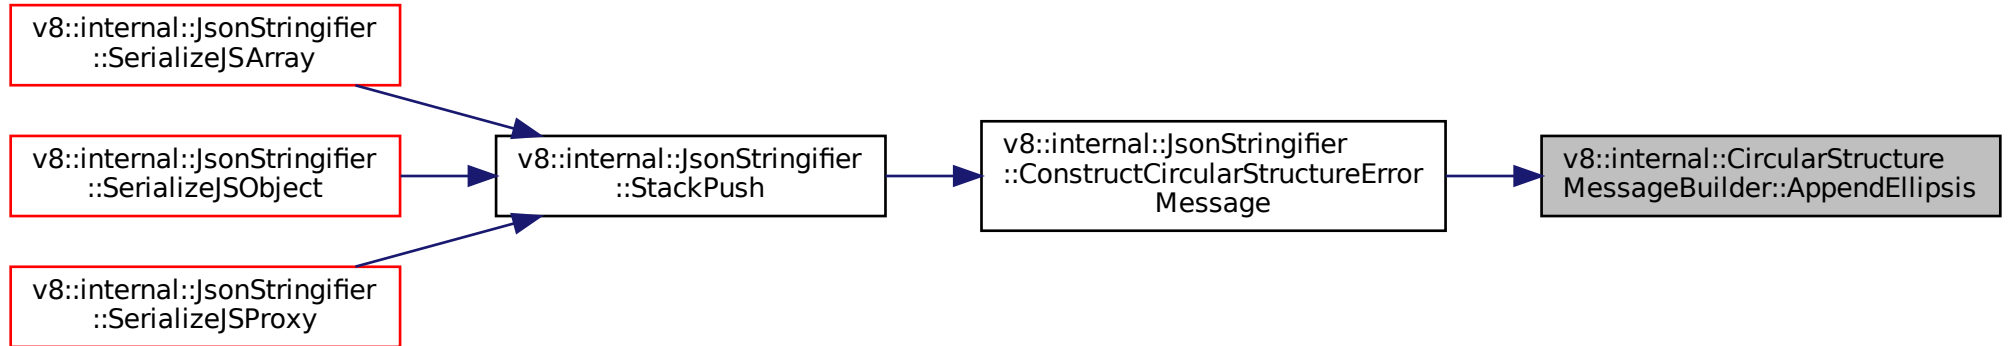 v8::internal::JsonStringifier
::SerializeJSArray
v8::internal::JsonStringifier
::SerializeJSObject
v8::internal::JsonStringifier
::SerializeJSProxy
v8::internal::JsonStringifier
::StackPush
v8::internal::JsonStringifier
::ConstructCircularStructureError
Message
v8::internal::CircularStructure
MessageBuilder::AppendEllipsis